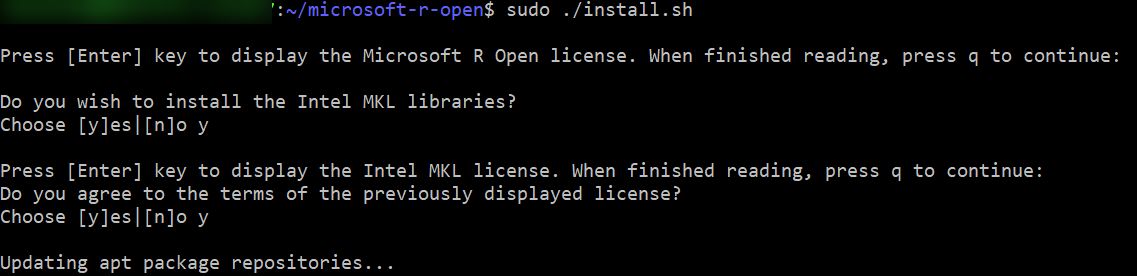 :~/microsoft-r-open$ sudo ./install.sh
Press [Enter] key to display the Microsoft R Open license. When finished reading, press q to continue:
Do you wish to install the Intel MKL libraries?
Choose [y]es|[n]o y
Press [Enter] key to display the Intel MKL license. When finished reading, press q to continue:
Do you agree to the terms of the previously displayed license?
Choose [y]es|[n]o y
Updating apt package repositories...